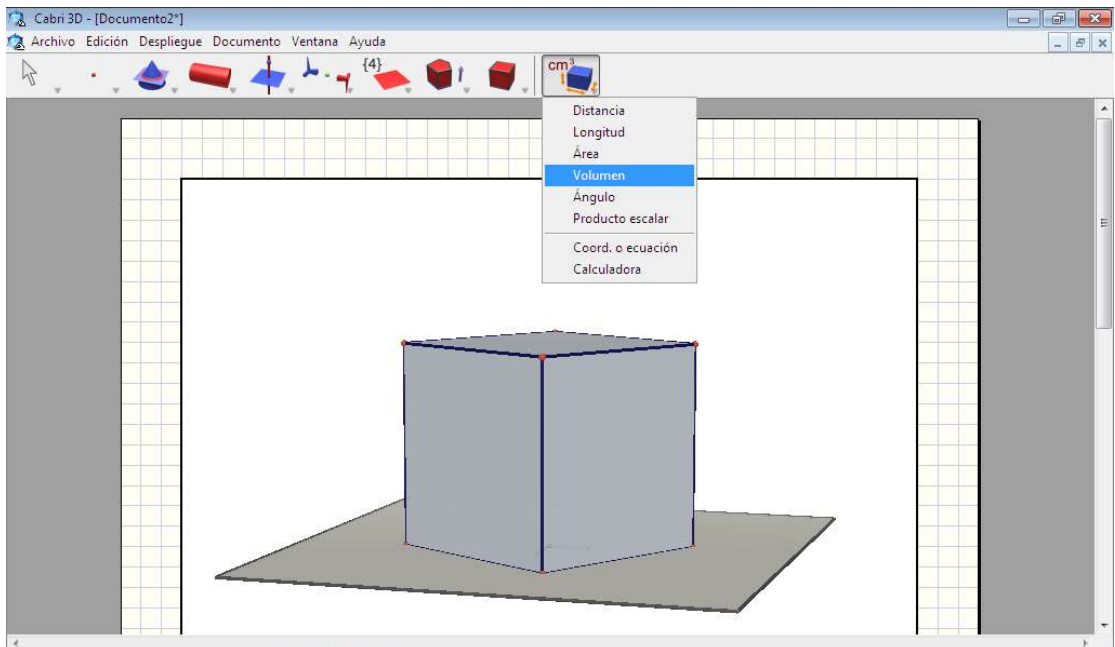 Cabri 3D - [Documento2*]
Archivo Edición Despliegue Documento Ventana Ayuda
{4}
cm³
Distancia
Longitud
Área
Volumen
Ángulo
Producto escalar
Coord. o ecuación
Calculadora